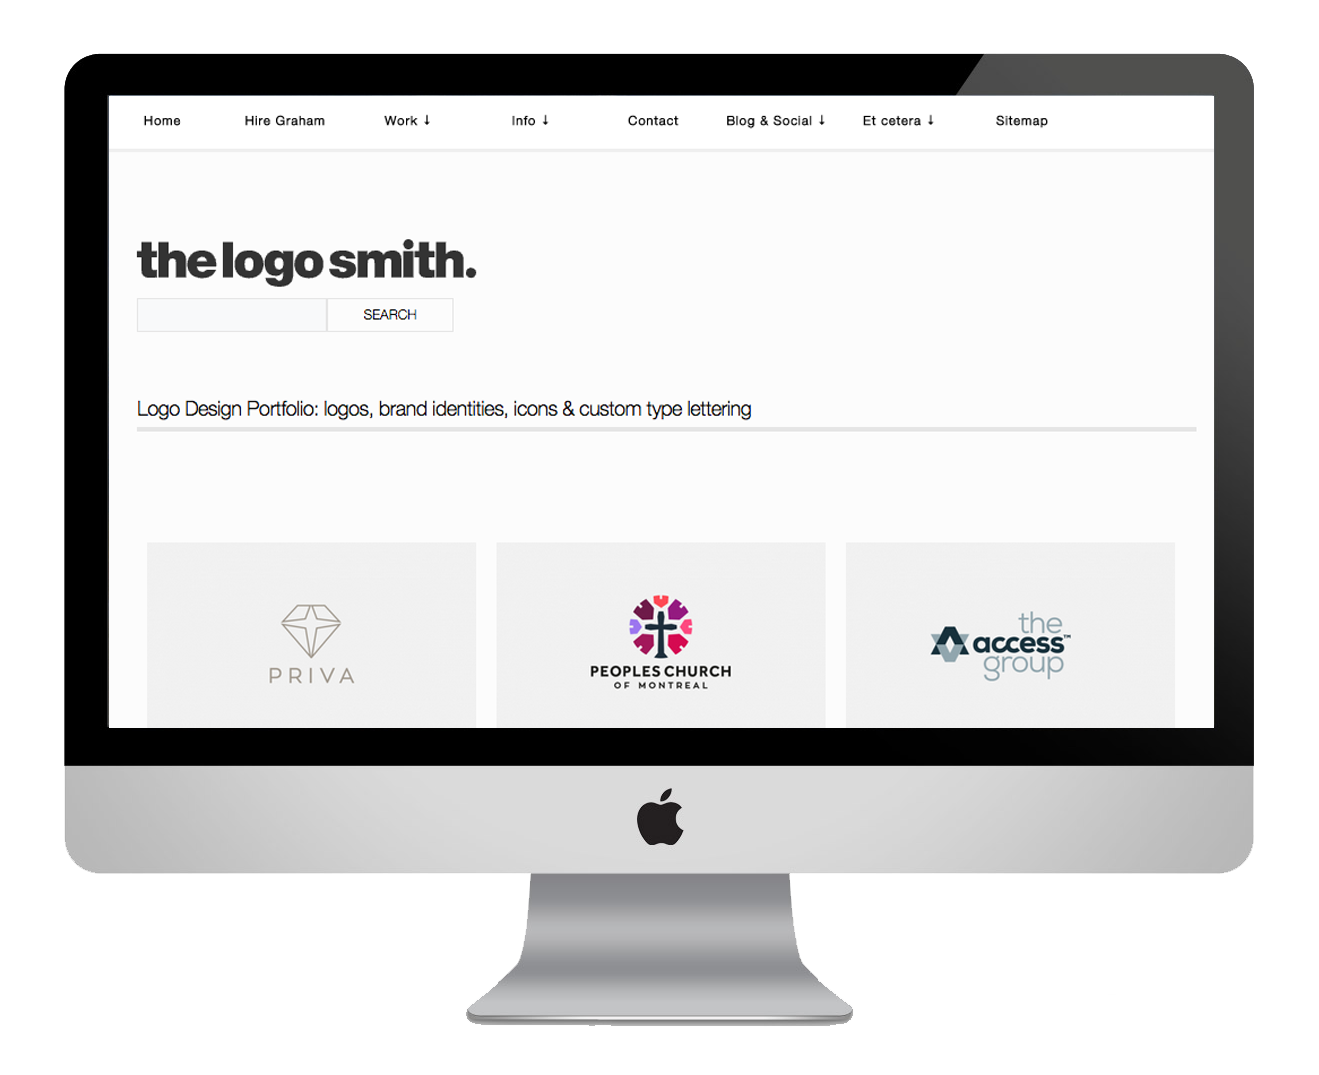 Home Hire Graham Work ↓ Info ↓ Contact Blog & Social ↓ Et cetera ↓ Sitemap
the logo smith.
SEARCH
Logo Design Portfolio: logos, brand identities, icons & custom type lettering
PRIVA
PEOPLES CHURCH
OF MONTREAL
the
access™
group